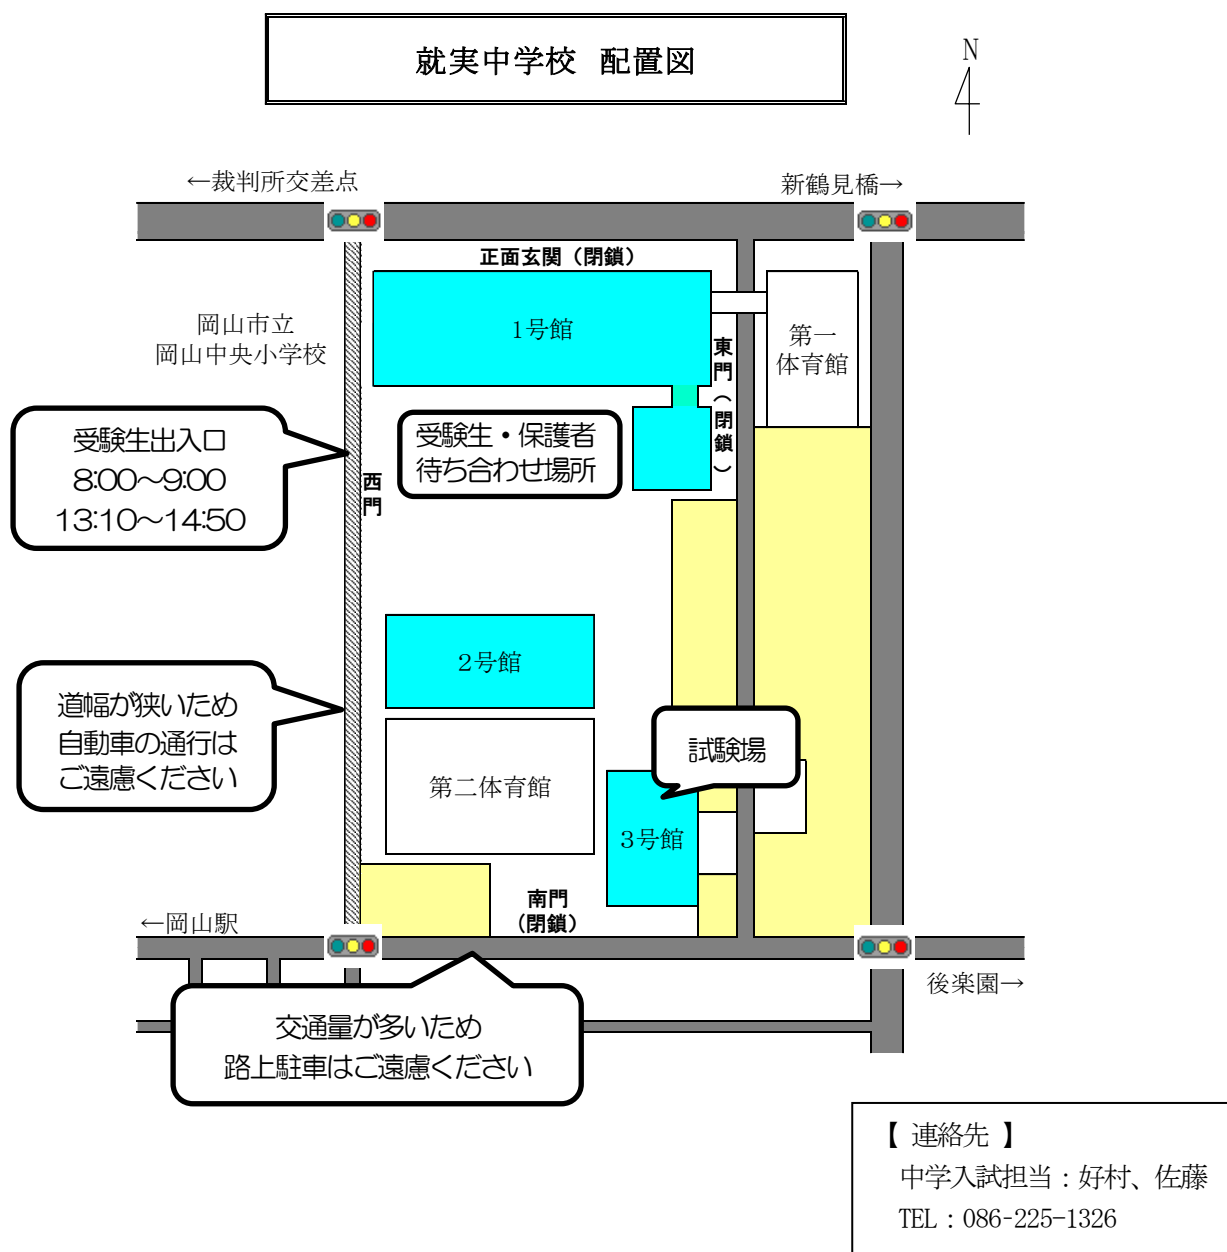 就実中学校 配置図
N
←裁判所交差点
新鶴見橋→
正面玄関（閉鎖）
1号館
岡山市立
岡山中央小学校
第一
体育館
東門（閉鎖）
受験生出入口
8:00～9:00
13:10～14:50
受験生・保護者
待ち合わせ場所
西門
2号館
道幅が狭いため
自動車の通行は
ご遠慮ください
試験場
第二体育館
3号館
南門
（閉鎖）
←岡山駅
後楽園→
交通量が多いため
路上駐車はご遠慮ください
【 連絡先 】
中学入試担当：好村、佐藤
TEL：086-225-1326